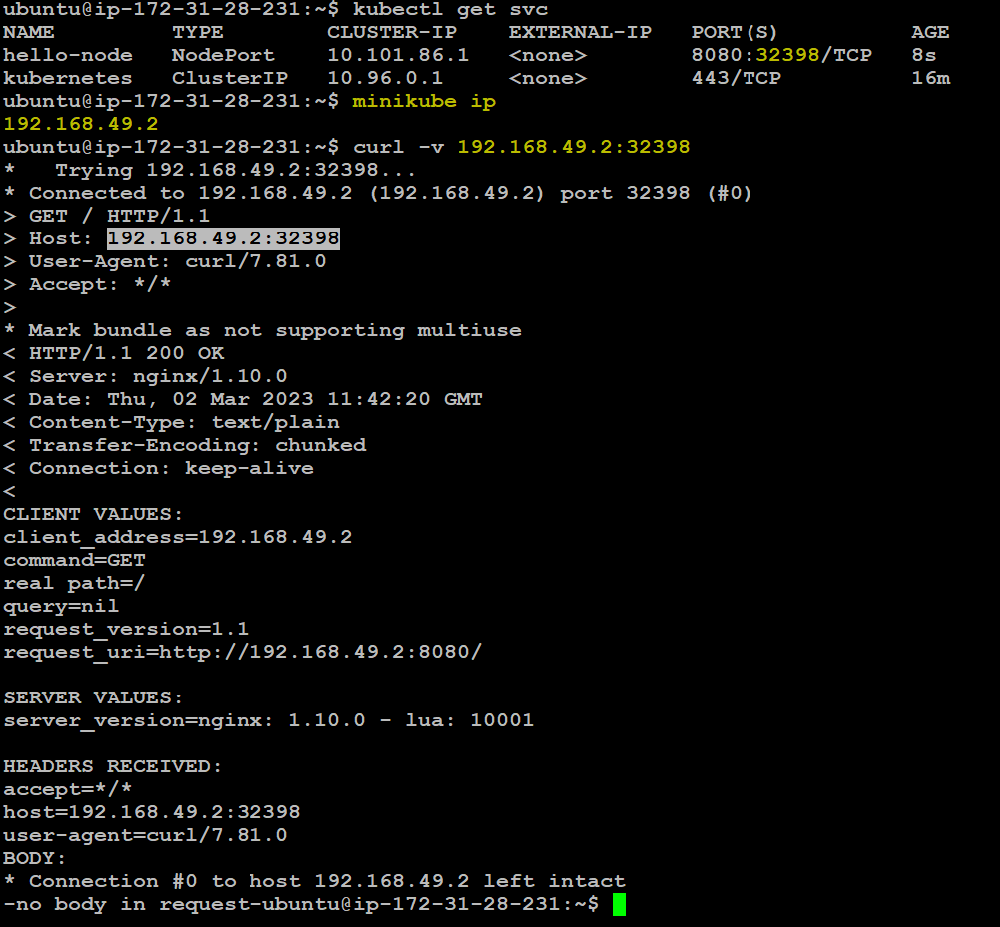 ubuntu@ip-172-31-28-231:~$ kubectl get svc
NAME         TYPE        CLUSTER-IP    EXTERNAL-IP   PORT(S)          AGE
hello-node   NodePort    10.101.86.1   <none>        8080:32398/TCP   8s
kubernetes   ClusterIP   10.96.0.1     <none>        443/TCP          16m
ubuntu@ip-172-31-28-231:~$ minikube ip
192.168.49.2
ubuntu@ip-172-31-28-231:~$ curl -v 192.168.49.2:32398
*   Trying 192.168.49.2:32398...
* Connected to 192.168.49.2 (192.168.49.2) port 32398 (#0)
> GET / HTTP/1.1
> Host: 192.168.49.2:32398
> User-Agent: curl/7.81.0
> Accept: */*
>
* Mark bundle as not supporting multiuse
< HTTP/1.1 200 OK
< Server: nginx/1.10.0
< Date: Thu, 02 Mar 2023 11:42:20 GMT
< Content-Type: text/plain
< Transfer-Encoding: chunked
< Connection: keep-alive
<
CLIENT VALUES:
client_address=192.168.49.2
command=GET
real path=/
query=nil
request_version=1.1
request_uri=http://192.168.49.2:8080/

SERVER VALUES:
server_version=nginx: 1.10.0 - lua: 10001

HEADERS RECEIVED:
accept=*/*
host=192.168.49.2:32398
user-agent=curl/7.81.0
BODY:
* Connection #0 to host 192.168.49.2 left intact
-no body in request-ubuntu@ip-172-31-28-231:~$